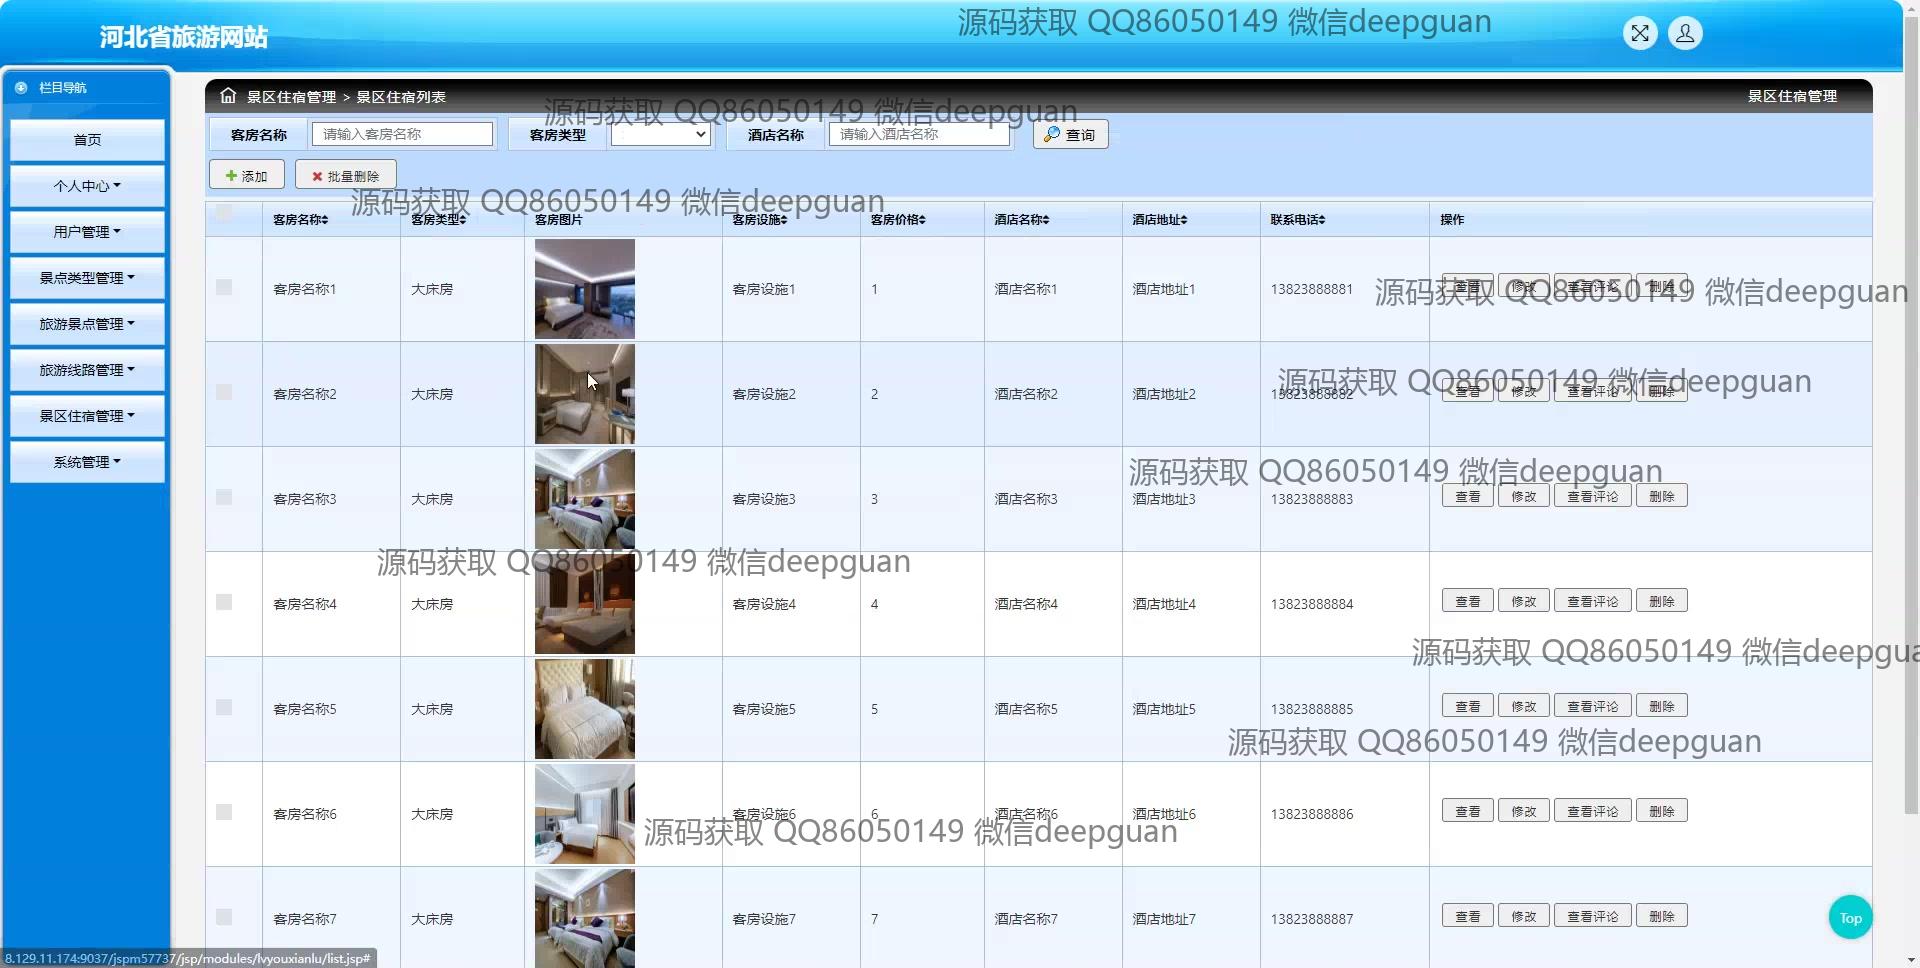 河北省旅游网站
源码获取 QQ86050149 微信deepguan
栏目导航
首页
个人中心
用户管理
景点类型管理
旅游景点管理
旅游线路管理
景区住宿管理
系统管理
景区住宿管理 > 景区住宿列表
景区住宿管理
源码获取 QQ86050149 微信deepguan
客房名称 请输入客房名称 客房类型 酒店名称 请输入酒店名称 查询
添加 批量删除
源码获取 QQ86050149 微信deepguan
客房名称 客房类型 客房图片 客房设施 客房价格 酒店名称 酒店地址 联系电话 操作
客房名称1 大床房 客房设施1 1 酒店名称1 酒店地址1 13823888881 查看 修改 查看评论 删除
源码获取 QQ86050149 微信deepguan
客房名称2 大床房 客房设施2 2 酒店名称2 酒店地址2 13823888882 查看 修改 查看评论 删除
源码获取 QQ86050149 微信deepguan
客房名称3 大床房 客房设施3 3 酒店名称3 酒店地址3 13823888883 查看 修改 查看评论 删除
源码获取 QQ86050149 微信deepguan
源码获取 QQ86050149 微信deepguan
客房名称4 大床房 客房设施4 4 酒店名称4 酒店地址4 13823888884 查看 修改 查看评论 删除
源码获取 QQ86050149 微信deepgua
客房名称5 大床房 客房设施5 5 酒店名称5 酒店地址5 13823888885 查看 修改 查看评论 删除
源码获取 QQ86050149 微信deepguan
客房名称6 大床房 客房设施6 6 酒店名称6 酒店地址6 13823888886 查看 修改 查看评论 删除
源码获取 QQ86050149 微信deepguan
客房名称7 大床房 客房设施7 7 酒店名称7 酒店地址7 13823888887 查看 修改 查看评论 删除
Top
8.129.11.174:9037/jspm57737/jsp/modules/lvyouxianlu/list.jsp#